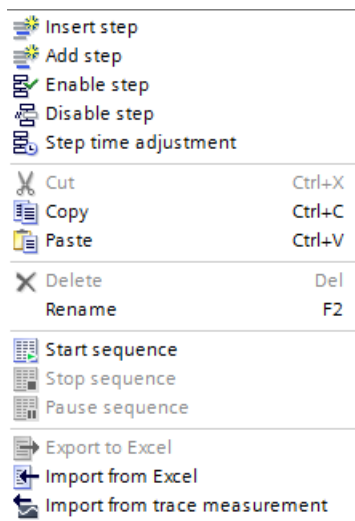 Insert step
Add step
Enable step
Disable step
Step time adjustment
Cut Ctrl+X
Copy Ctrl+C
Paste Ctrl+V
Delete Del
Rename F2
Start sequence
Stop sequence
Pause sequence
Export to Excel
Import from Excel
Import from trace measurement